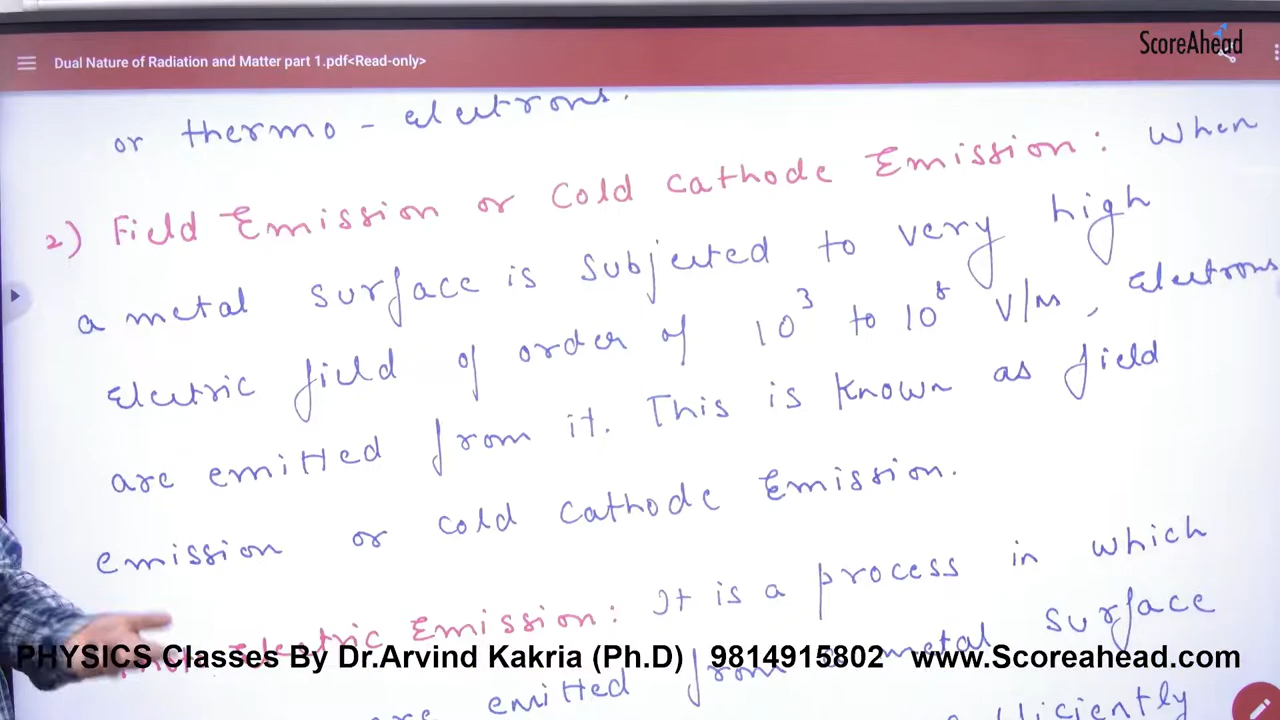 ScoreAhead
Dual Nature of Radiation and Matter part 1.pdf<Read-only>
or thermo - electrons.
2) Field Emission or Cold Cathode Emission: When
a metal surface is subjected to very high
Electric field of order of 10³ to 10⁸ V/m, Electrons
are emitted from it. This is known as field
emission or cold cathode Emission.
Electric Emission: It is a process in which
emitted from a metal surface
PHYSICS Classes By Dr.Arvind Kakria (Ph.D) 9814915802 www.Scoreahead.com